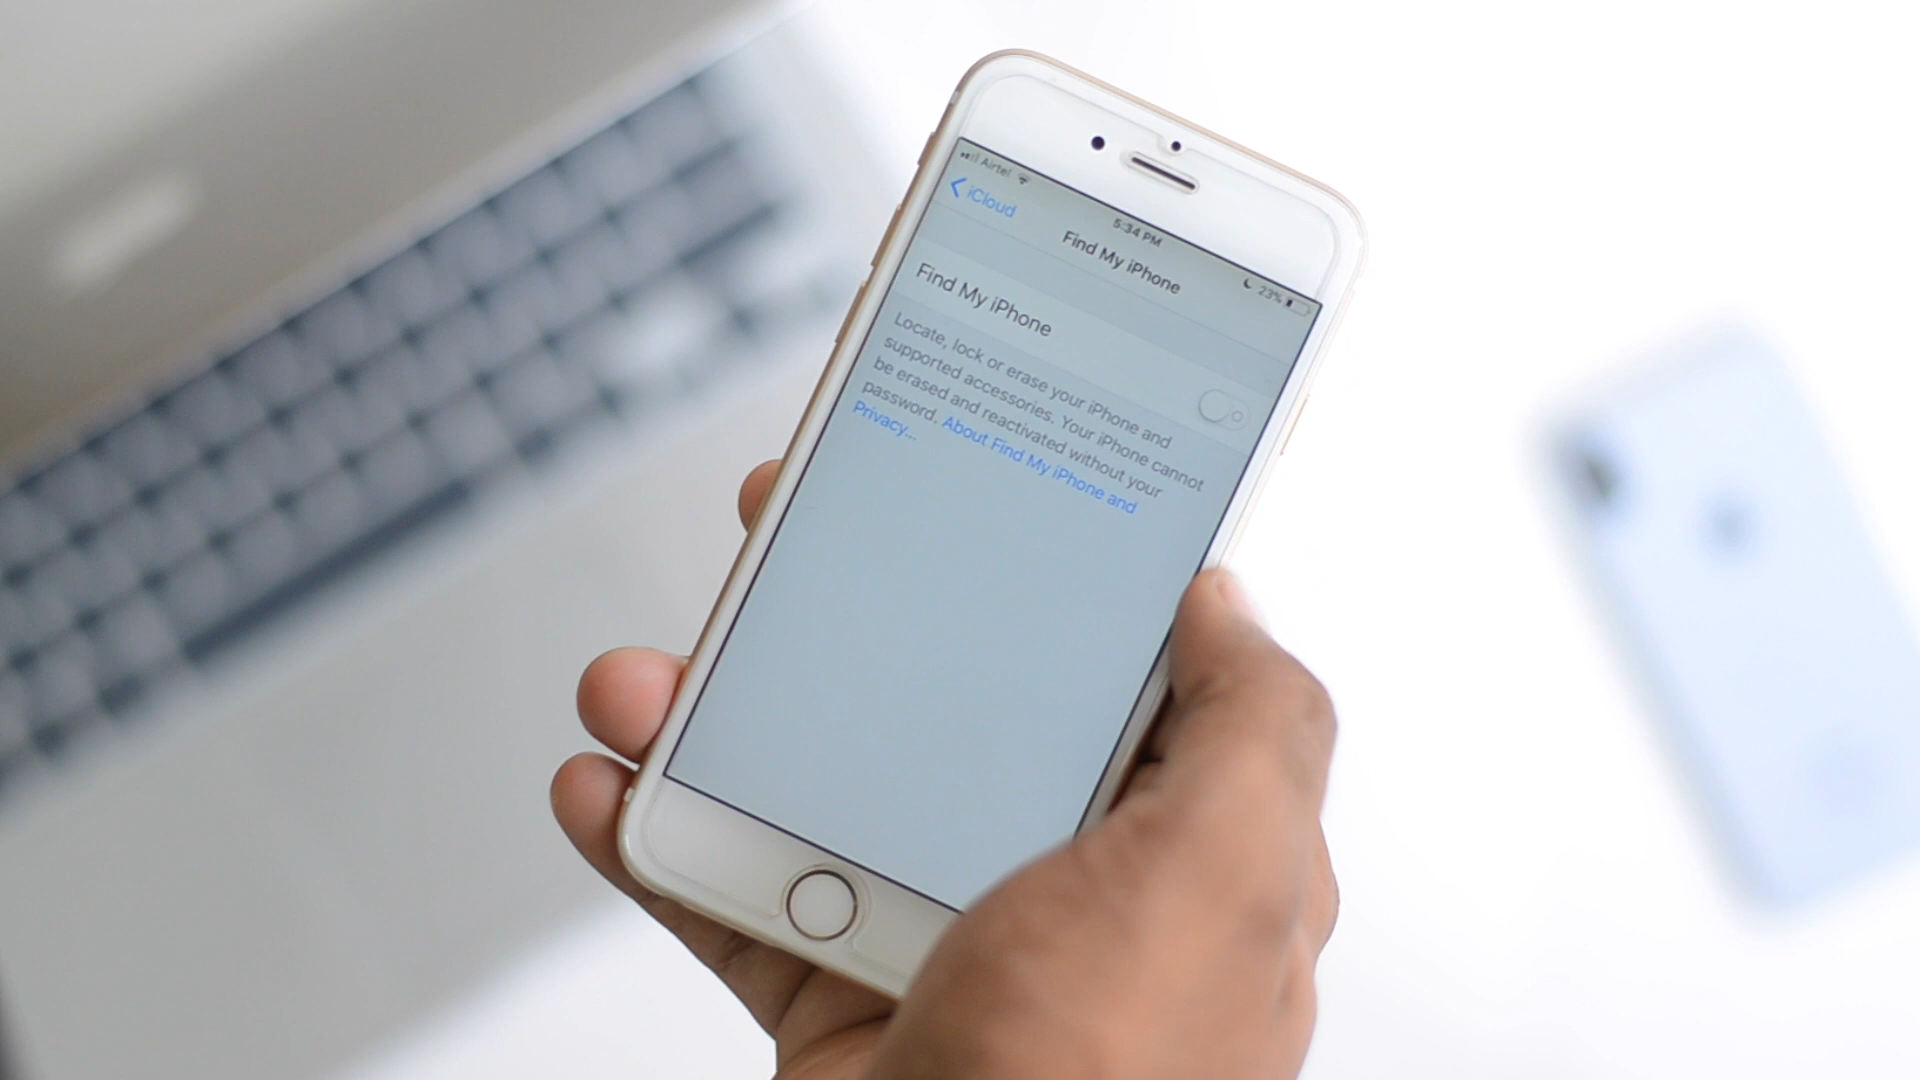 Airtel
5:34 PM
23%
iCloud
Find My iPhone
Find My iPhone
Locate, lock or erase your iPhone and
supported accessories. Your iPhone cannot
be erased and reactivated without your
password. About Find My iPhone and
Privacy...